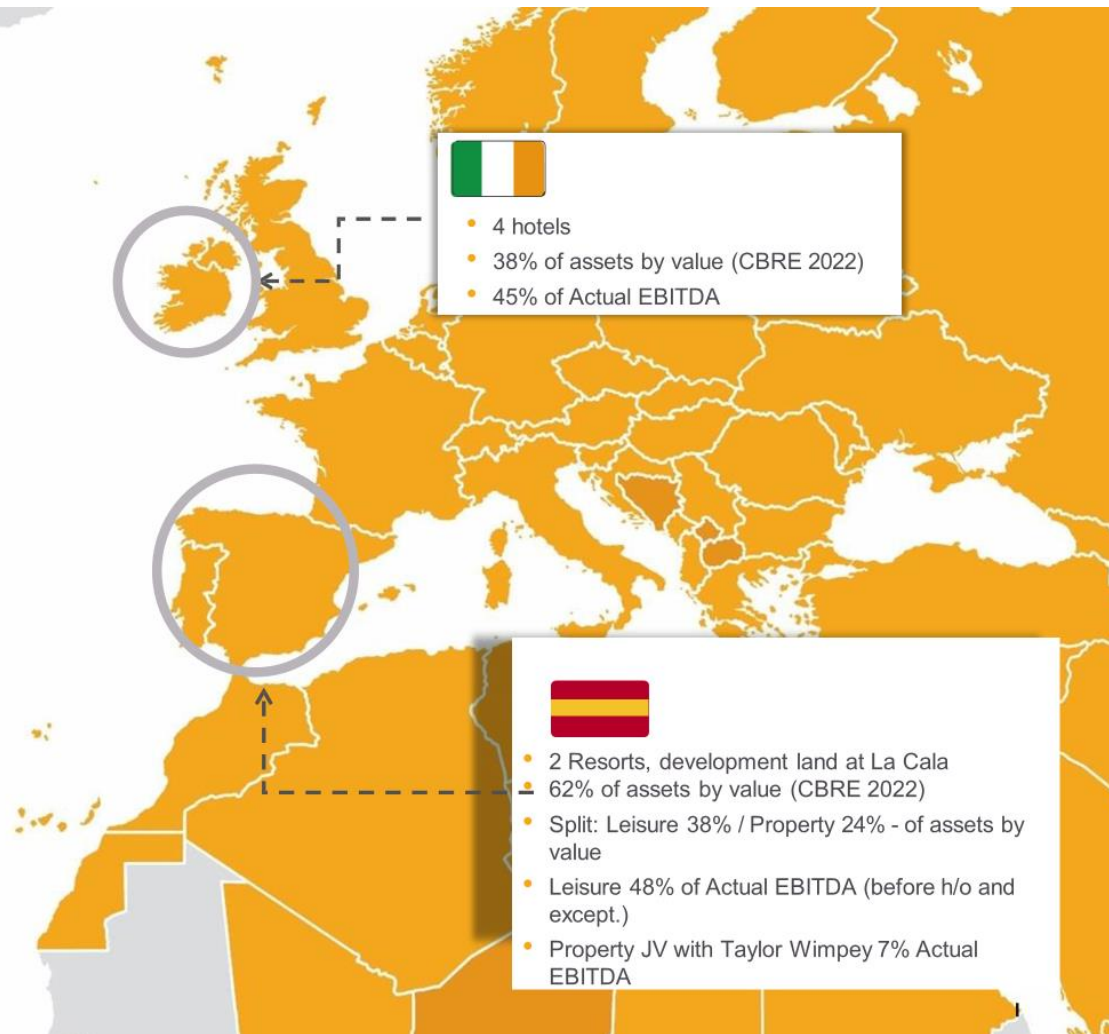 4 hotels
38% of assets by value (CBRE 2022)
45% of Actual EBITDA
2 Resorts, development land at La Cala
62% of assets by value (CBRE 2022)
Split: Leisure 38% / Property 24% - of assets by
value
Leisure 48% of Actual EBITDA (before h/o and
except.)
Property JV with Taylor Wimpey 7% Actual
EBITDA